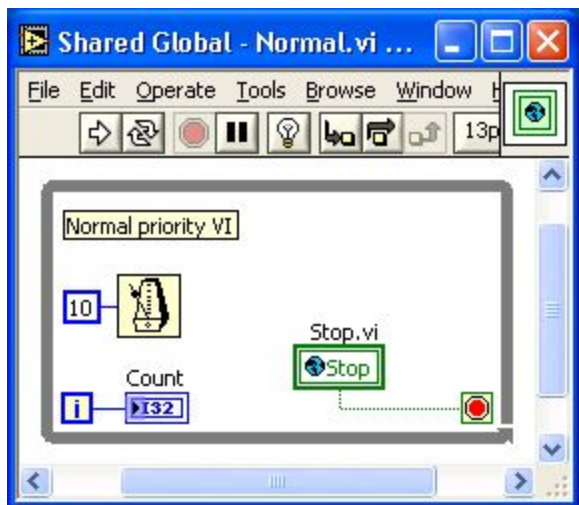 Shared Global - Normal.vi ...
File Edit Operate Tools Browse Window
13p
Normal priority VI
10
Stop.vi
Stop
Count
i
I32